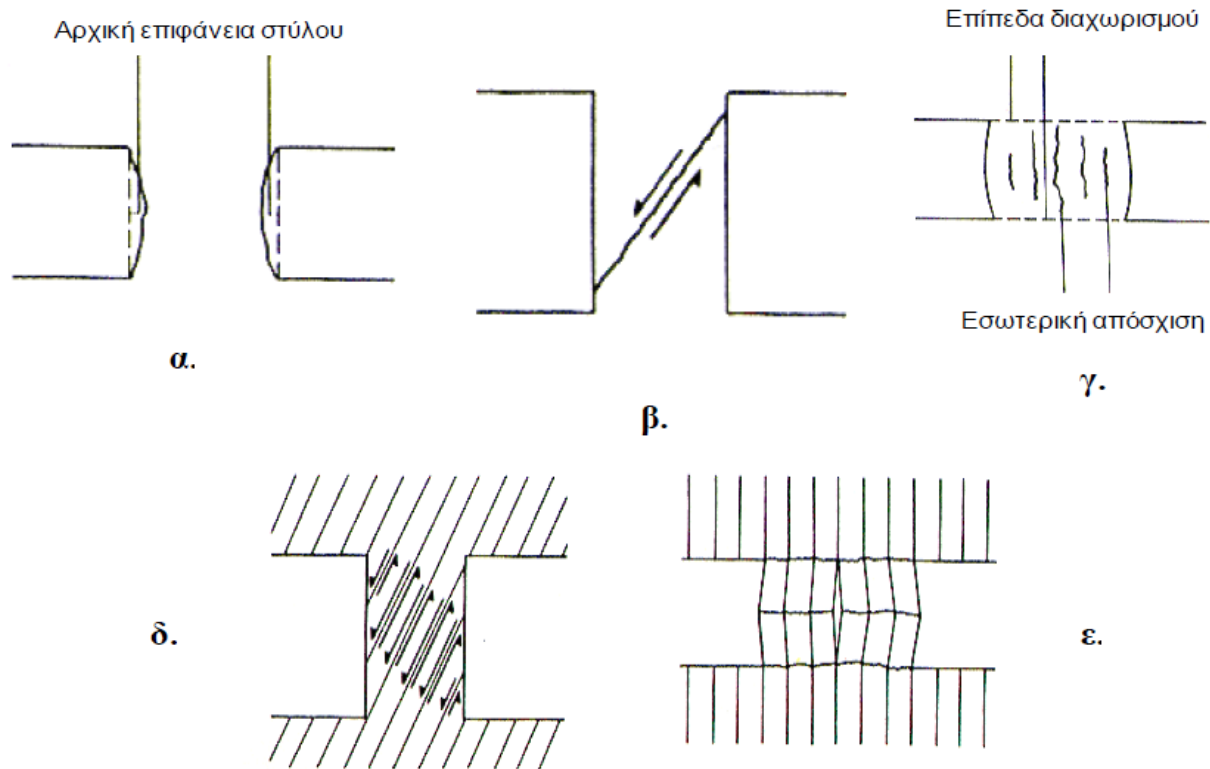 Αρχική επιφάνεια στύλου
Επίπεδα διαχωρισμού
Εσωτερική απόσχιση
α.
γ.
β.
δ.
ε.